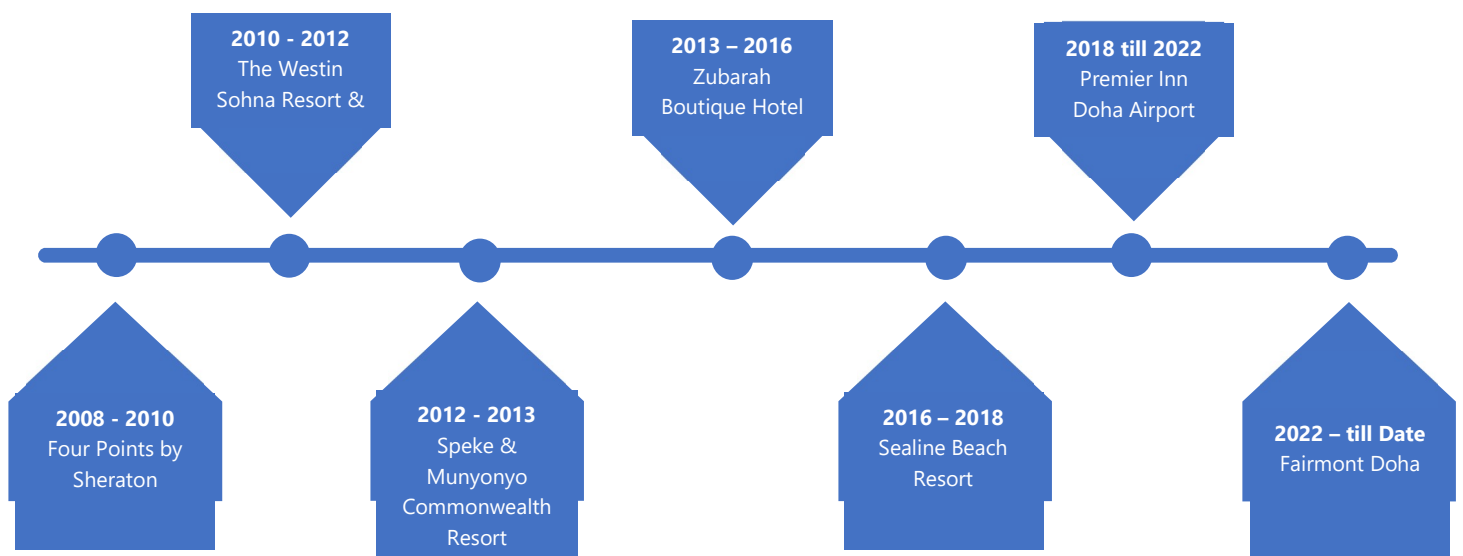 2010 - 2012
The Westin
Sohna Resort &
2013 – 2016
Zubarah
Boutique Hotel
2018 till 2022
Premier Inn
Doha Airport
2008 - 2010
Four Points by
Sheraton
2012 - 2013
Speke &
Munyonyo
Commonwealth
Resort
2016 – 2018
Sealine Beach
Resort
2022 – till Date
Fairmont Doha